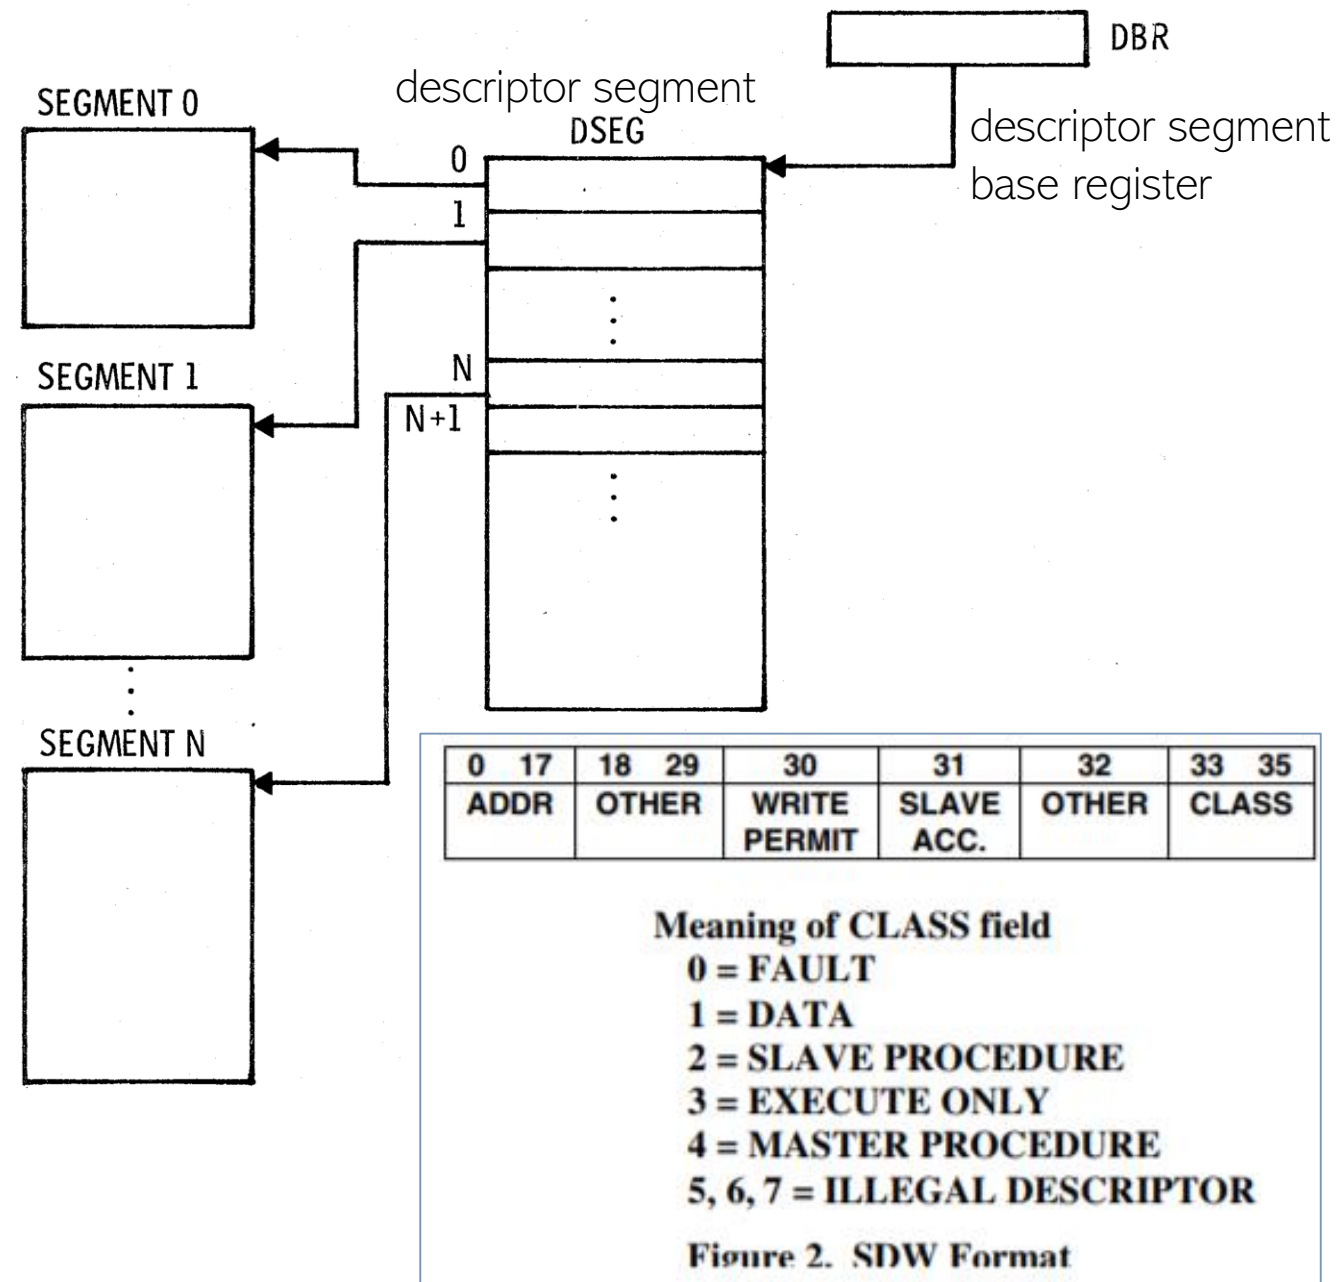 DBR
descriptor segment
base register
descriptor segment
DSEG
SEGMENT 0
0
1
SEGMENT 1
N
N+1
SEGMENT N
0 17 18 29 30 31 32 33 35
ADDR OTHER WRITE SLAVE OTHER CLASS
PERMIT ACC.
Meaning of CLASS field
0 = FAULT
1 = DATA
2 = SLAVE PROCEDURE
3 = EXECUTE ONLY
4 = MASTER PROCEDURE
5, 6, 7 = ILLEGAL DESCRIPTOR
Figure 2. SDW Format